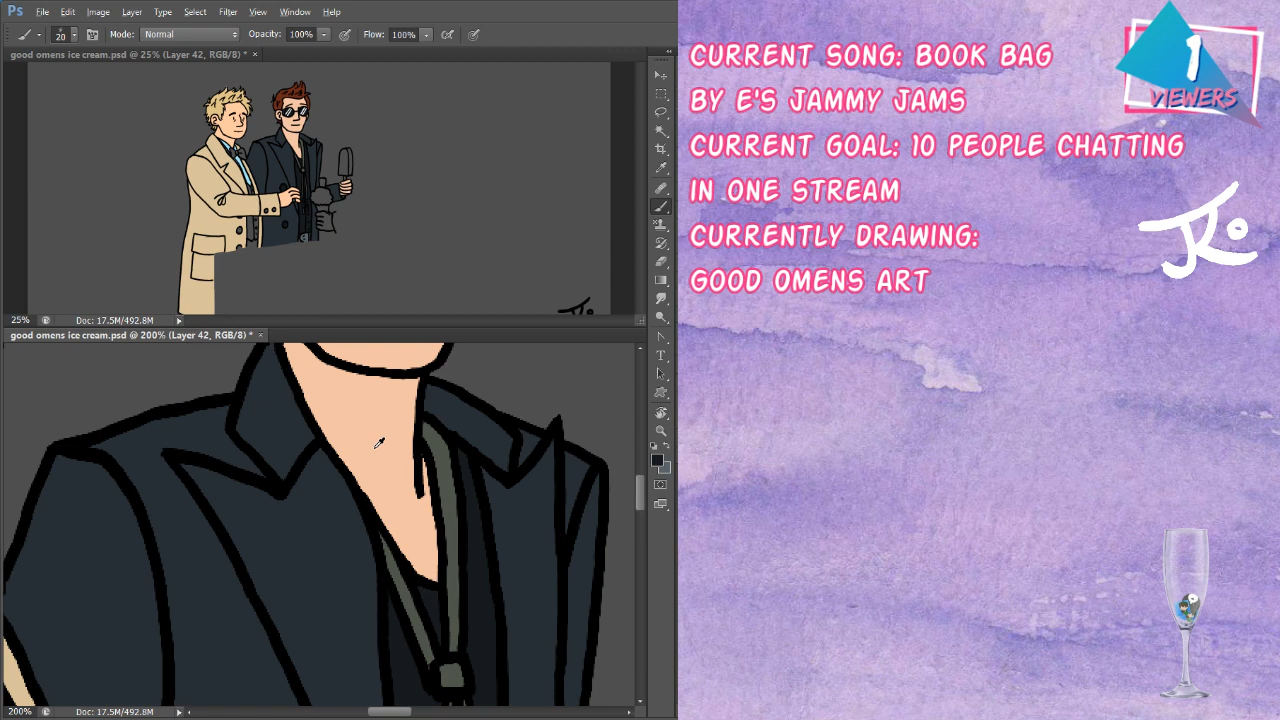 Ps File Edit Image Layer Type Select Filter View Window Help
20 Mode: Normal Opacity: 100% Flow: 100%
good omens ice cream.psd @ 25% (Layer 42, RGB/8) * ×
25% Doc: 17.5M/492.8M
good omens ice cream.psd @ 200% (Layer 42, RGB/8) * ×
200% Doc: 17.5M/492.8M
CURRENT SONG: BOOK BAG
BY E'S JAMMY JAMS
CURRENT GOAL: 10 PEOPLE CHATTING
IN ONE STREAM
CURRENTLY DRAWING:
GOOD OMENS ART
1
VIEWERS
JKo